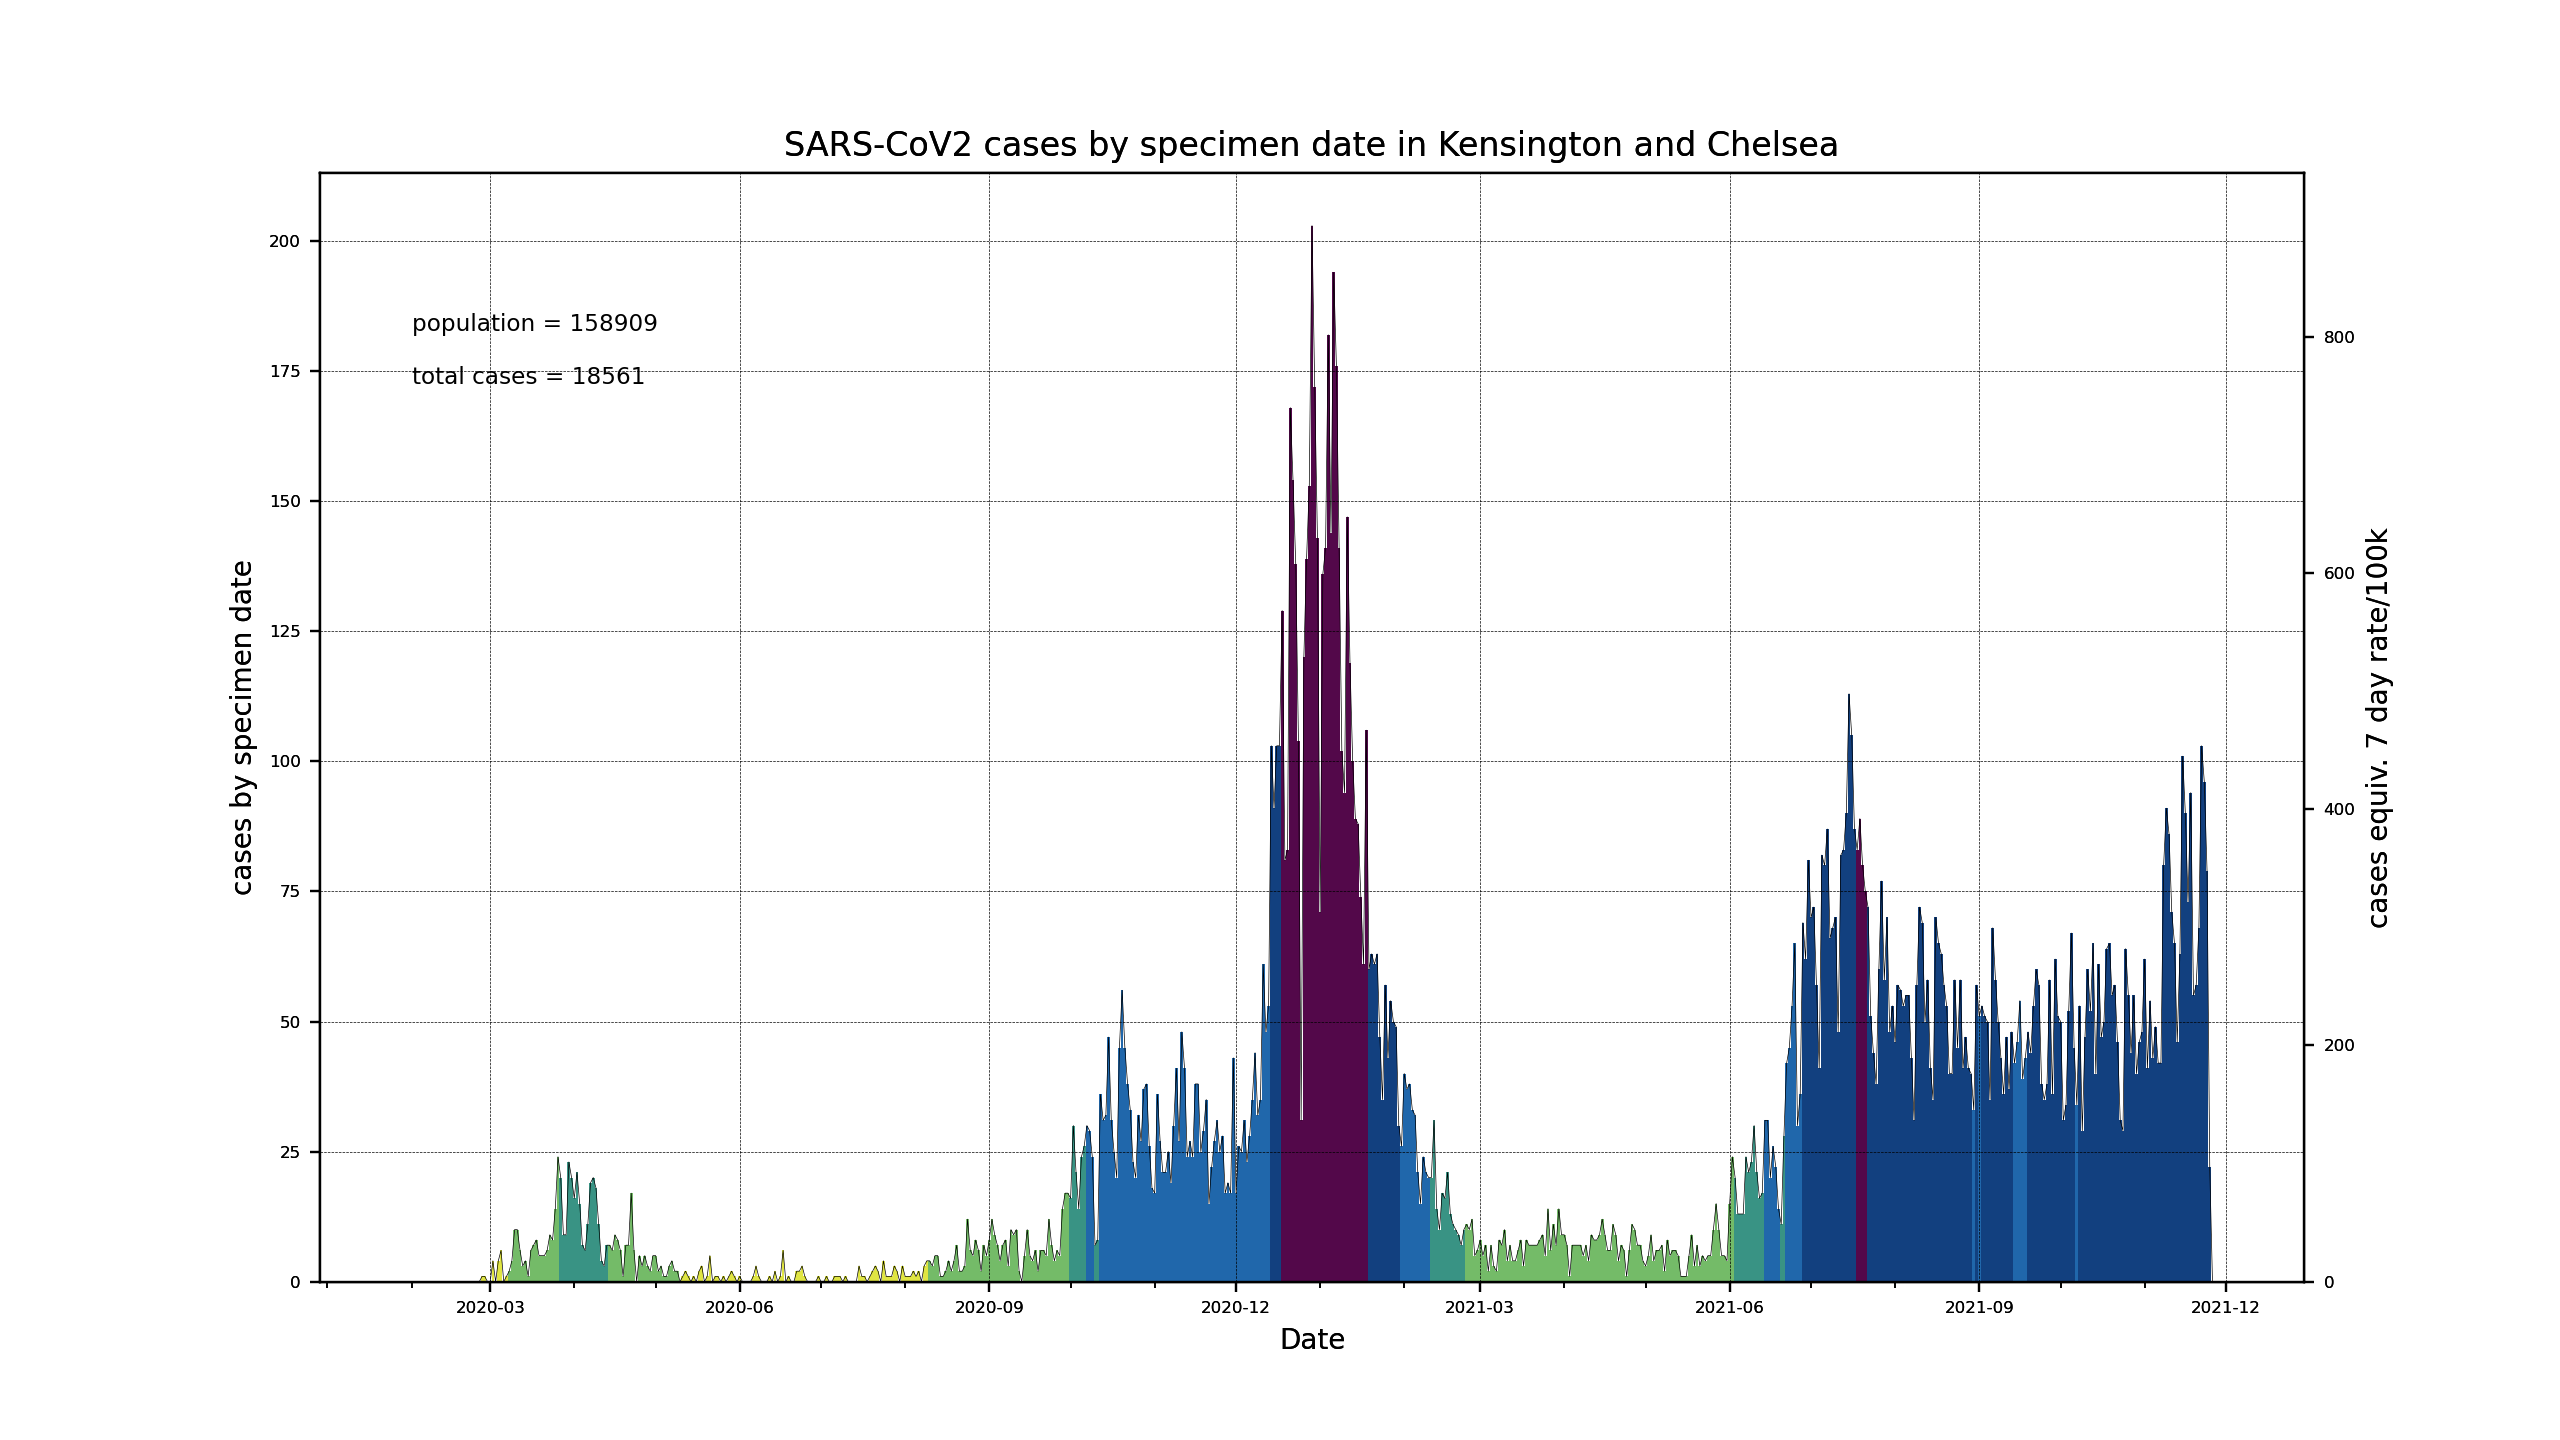 SARS-CoV2 cases by specimen date in Kensington and Chelsea
population = 158909
total cases = 18561
cases by specimen date
200
175
150
125
100
75
50
25
0
800
600
400
200
0
cases equiv. 7 day rate/100k
2020-03 2020-06 2020-09 2020-12 2021-03 2021-06 2021-09 2021-12
Date